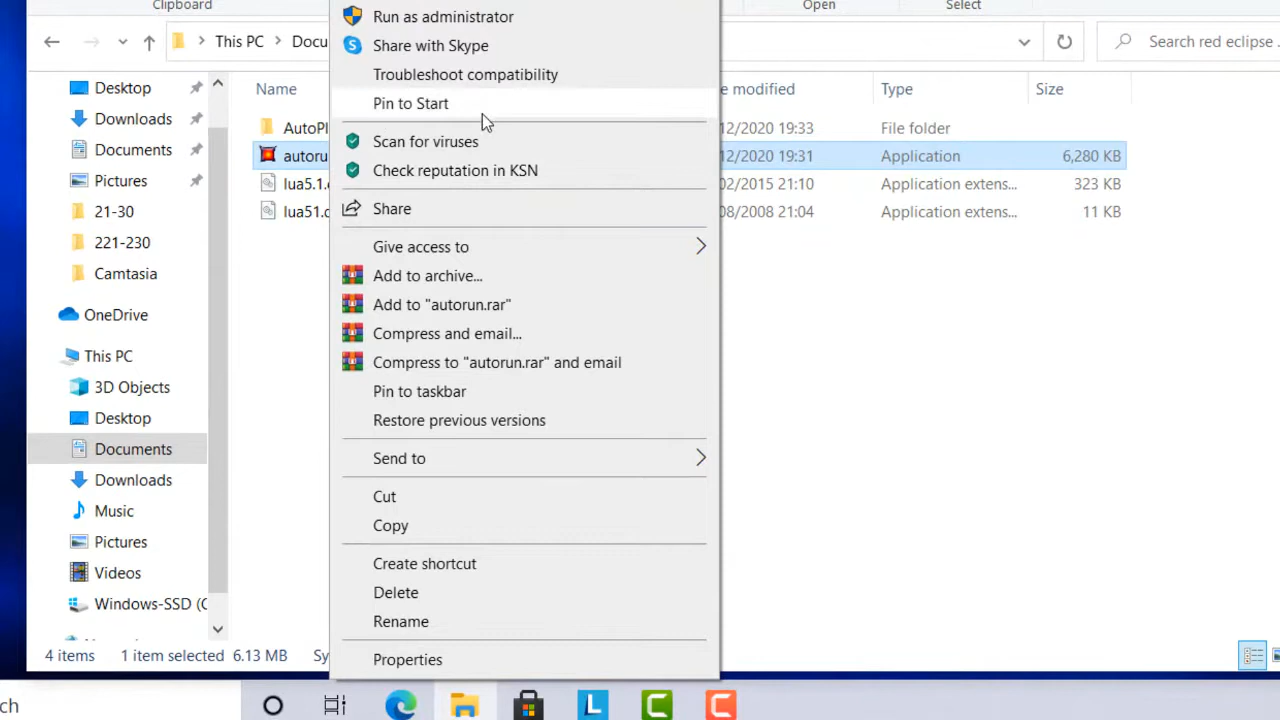 Clipboard
Open
Select
This PC
Docu
Search red eclipse
Name
e modified
Type
Size
Desktop
Downloads
Documents
Pictures
21-30
221-230
Camtasia
OneDrive
This PC
3D Objects
Desktop
Documents
Downloads
Music
Pictures
Videos
Windows-SSD (C
AutoPl
12/2020 19:33
File folder
autoru
12/2020 19:31
Application
6,280 KB
lua5.1.
02/2015 21:10
Application extens...
323 KB
lua51.c
08/2008 21:04
Application extens...
11 KB
Run as administrator
Share with Skype
Troubleshoot compatibility
Pin to Start
Scan for viruses
Check reputation in KSN
Share
Give access to
Add to archive...
Add to "autorun.rar"
Compress and email...
Compress to "autorun.rar" and email
Pin to taskbar
Restore previous versions
Send to
Cut
Copy
Create shortcut
Delete
Rename
Properties
4 items
1 item selected
6.13 MB
Sy
ch
L
C
C